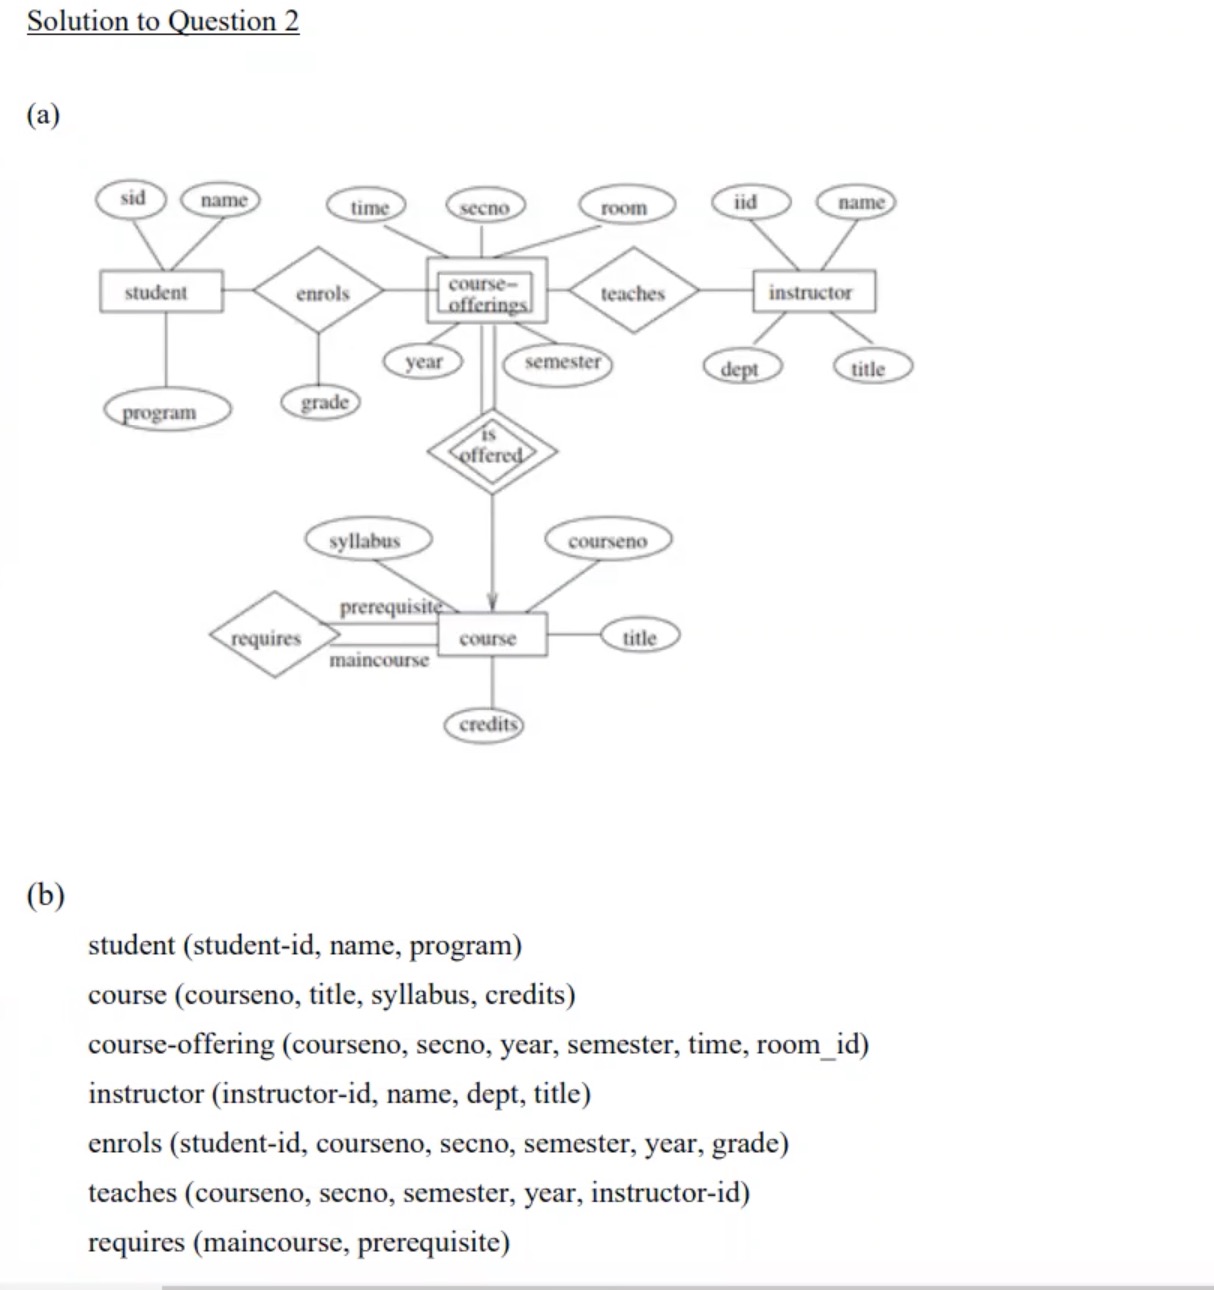 Solution to Question 2
(a)
sid
name
time
secno
room
iid
name
student
enrols
course-
offerings
teaches
instructor
year
semester
dept
title
program
grade
is
offered
syllabus
courseno
prerequisite
requires
course
title
maincourse
credits
(b)
student (student-id, name, program)
course (courseno, title, syllabus, credits)
course-offering (courseno, secno, year, semester, time, room_id)
instructor (instructor-id, name, dept, title)
enrols (student-id, courseno, secno, semester, year, grade)
teaches (courseno, secno, semester, year, instructor-id)
requires (maincourse, prerequisite)